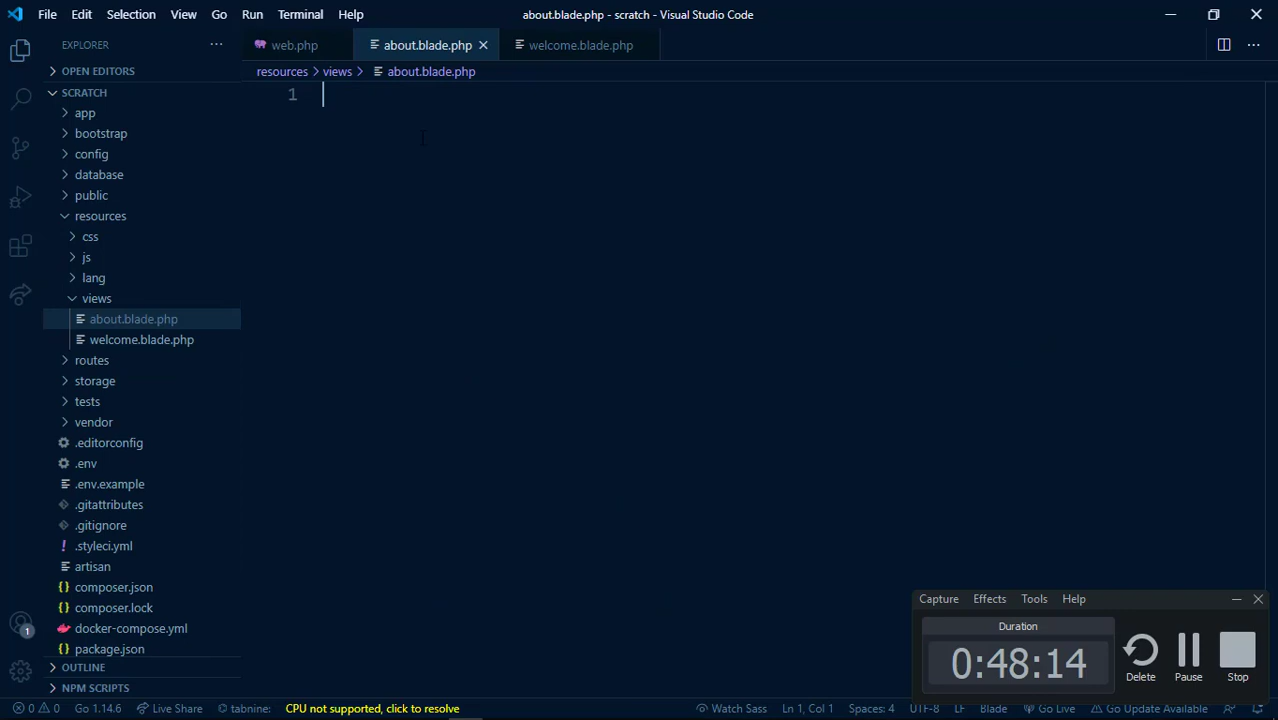 File Edit Selection View Go Run Terminal Help about.blade.php - scratch - Visual Studio Code
EXPLORER
web.php about.blade.php welcome.blade.php
OPEN EDITORS
resources views about.blade.php
SCRATCH
1
app
bootstrap
config
database
public
resources
css
js
lang
views
about.blade.php
welcome.blade.php
routes
storage
tests
vendor
.editorconfig
.env
.env.example
.gitattributes
.gitignore
.styleci.yml
artisan
composer.json
composer.lock
docker-compose.yml
package.json
OUTLINE
NPM SCRIPTS
1
Capture Effects Tools Help
Duration
0:48:14
Delete Pause Stop
0 0 Go 1.14.6 Live Share tabnine: CPU not supported, click to resolve Watch Sass Ln 1, Col 1 Spaces: 4 UTF-8 LF Blade Go Live Go Update Available